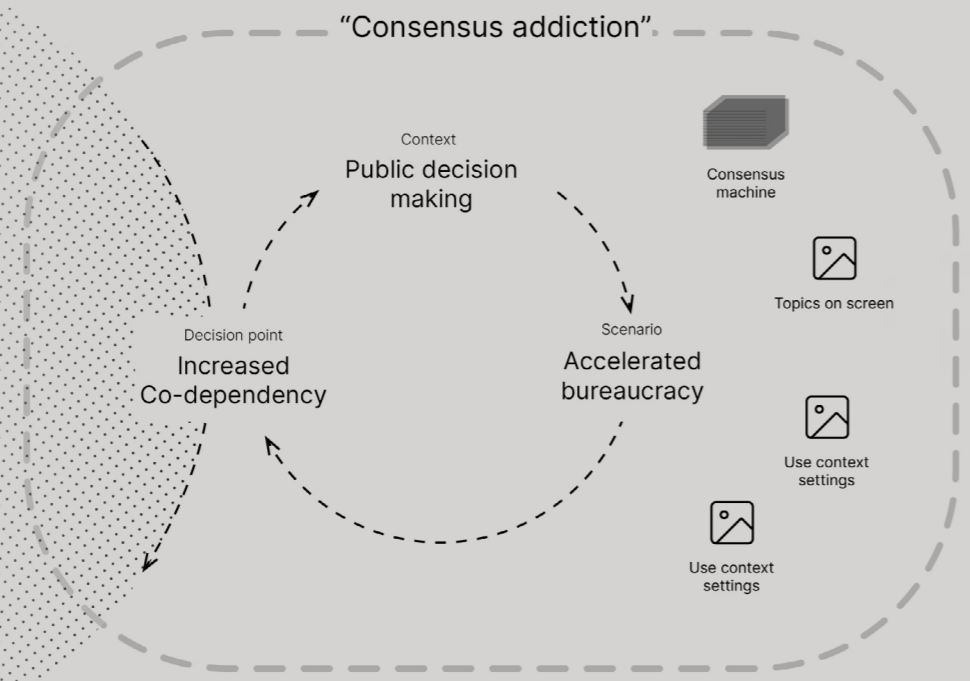 “Consensus addiction”
Context
Public decision
making
Consensus
machine
Topics on screen
Decision point
Increased
Co-dependency
Scenario
Accelerated
bureaucracy
Use context
settings
Use context
settings